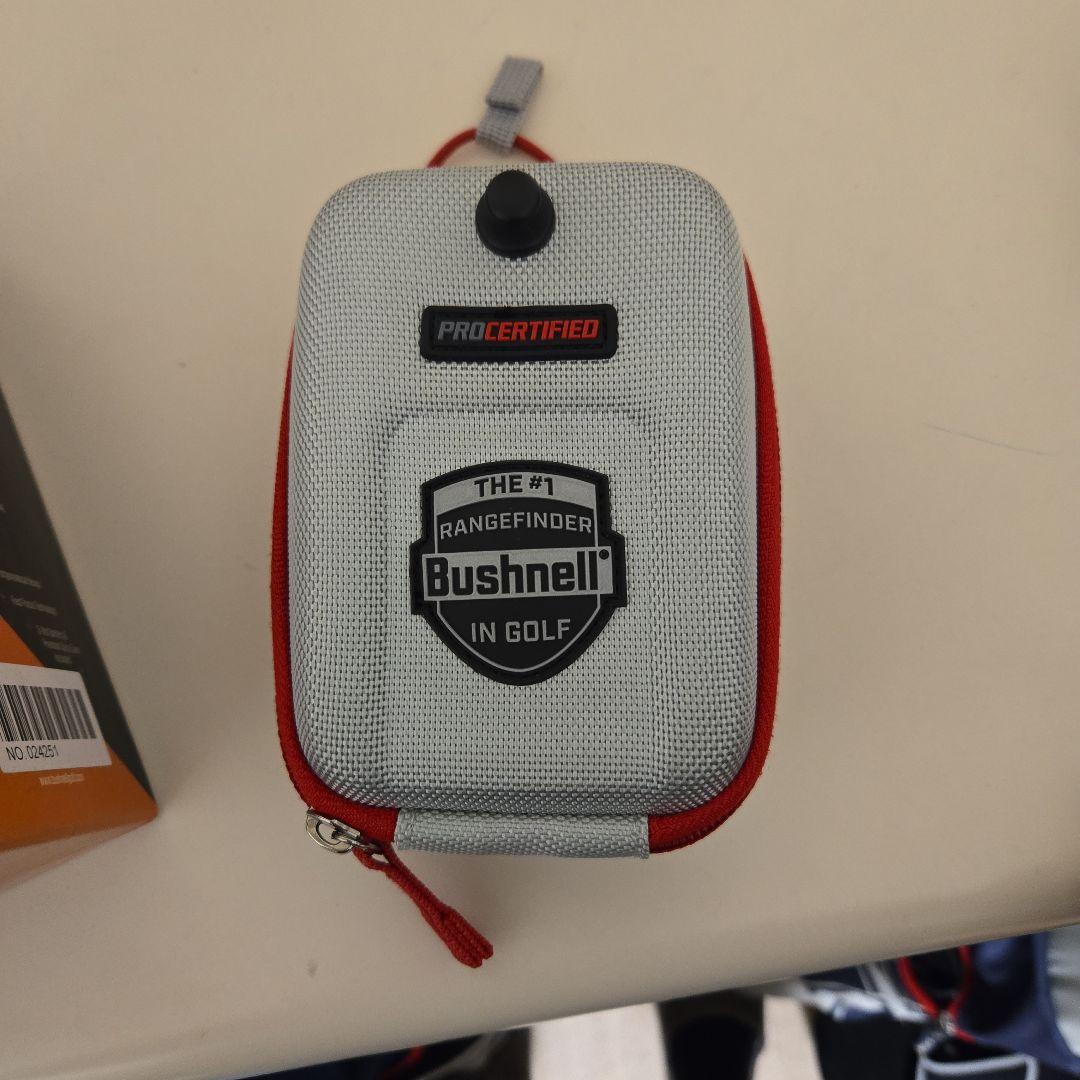 PROCERTIFIED
THE #1
RANGEFINDER
Bushnell
IN GOLF
NO. 024251